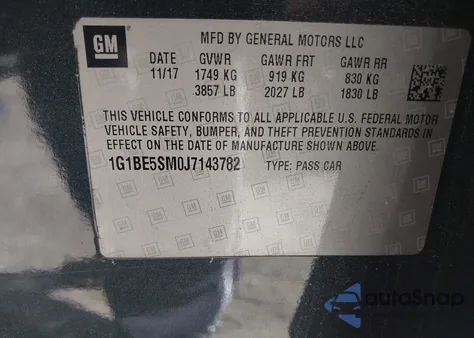 GM
MFD BY GENERAL MOTORS LLC
DATE GVWR GAWR FRT GAWR RR
11/17 1749 KG 919 KG 830 KG
3857 LB 2027 LB 1830 LB
THIS VEHICLE CONFORMS TO ALL APPLICABLE U.S. FEDERAL MOTOR
VEHICLE SAFETY, BUMPER, AND THEFT PREVENTION STANDARDS IN
EFFECT ON THE DATE OF MANUFACTURE SHOWN ABOVE.
1G1BE5SM0J7143782 TYPE: PASS CAR
autoSnap